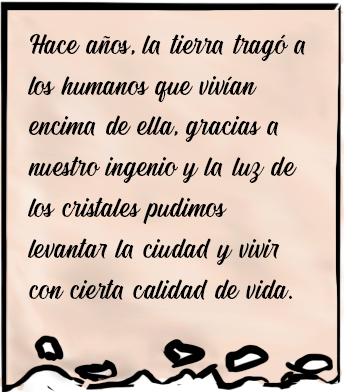 Hace años, la tierra tragó a
los humanos que vivían
encima de ella, gracias a
nuestro ingenio y la luz de
los cristales pudimos
levantar la ciudad y vivir
con cierta calidad de vida.